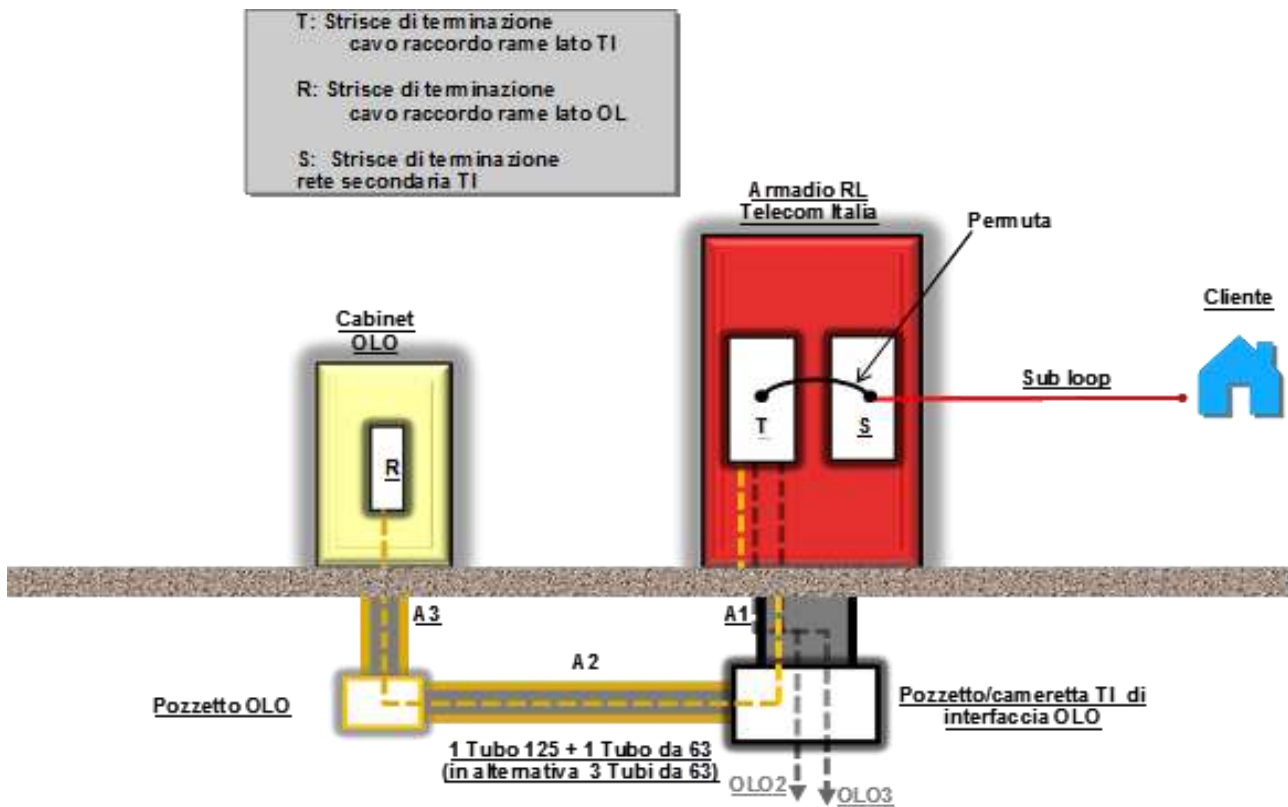 T: Strisce di terminazione
cavo raccordo rame lato TI
R: Strisce di terminazione
cavo raccordo rame lato OL
S: Strisce di terminazione
rete secondaria TI
Armadio RL
Telecom Italia
Permuta
Cliente
Cabinet
OLO
Sub loop
T
S
R
A3
A1
A2
Pozzetto OLO
Pozzetto/cameretta TI di
interfaccia OLO
1 Tubo 125 + 1 Tubo da 63
(in alternativa 3 Tubi da 63)
OLO2
OLO3